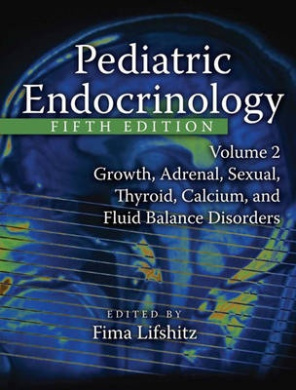 Pediatric
Endocrinology
FIFTH EDITION
Volume 2
Growth, Adrenal, Sexual,
Thyroid, Calcium, and
Fluid Balance Disorders
EDITED BY
Fima Lifshitz